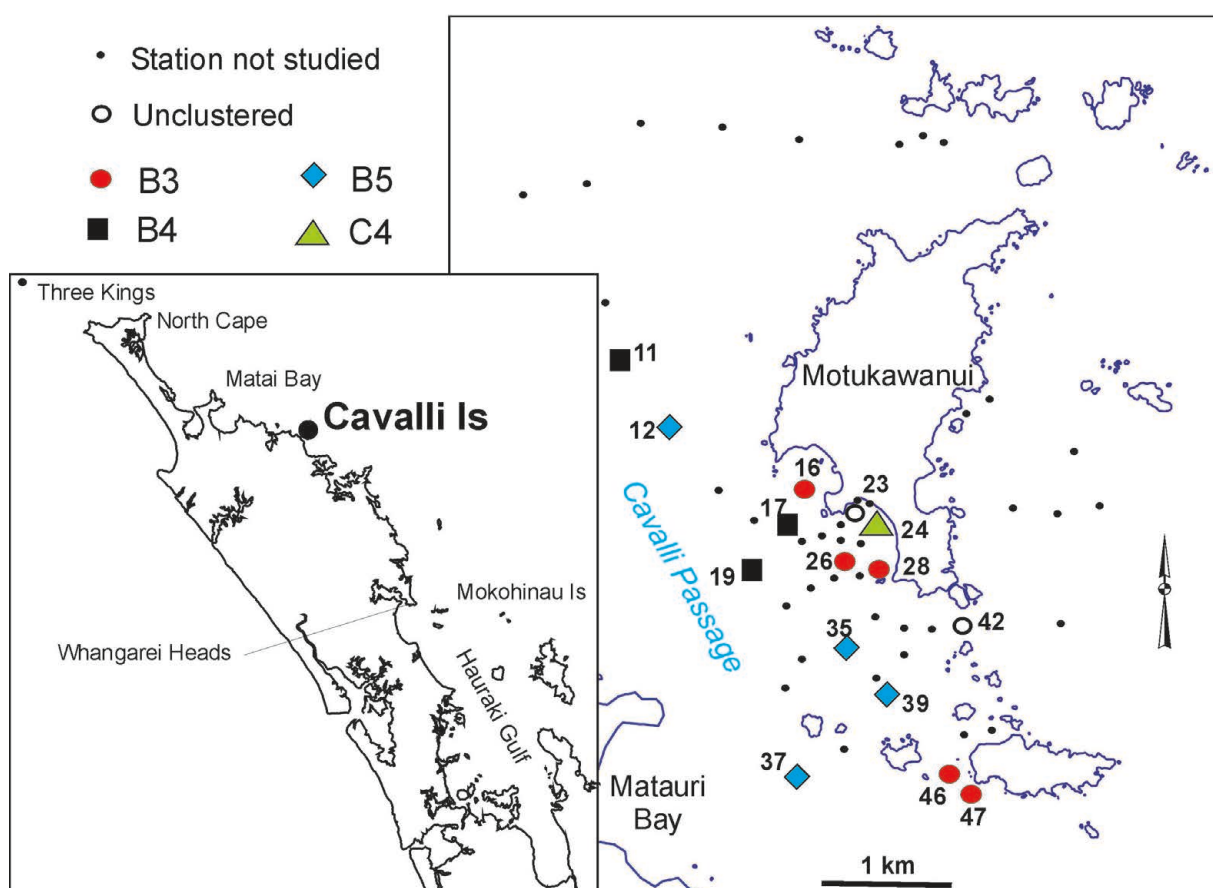 Station not studied
Unclustered
B3
B5
B4
C4
Three Kings
North Cape
Matai Bay
Cavalli Is
Mokohinau Is
Whangarei Heads
Hauraki Gulf
11
Motukawanui
12
16
23
17
24
Cavalli Passage
26
28
19
42
35
39
37
Matauri
Bay
46
47
1 km